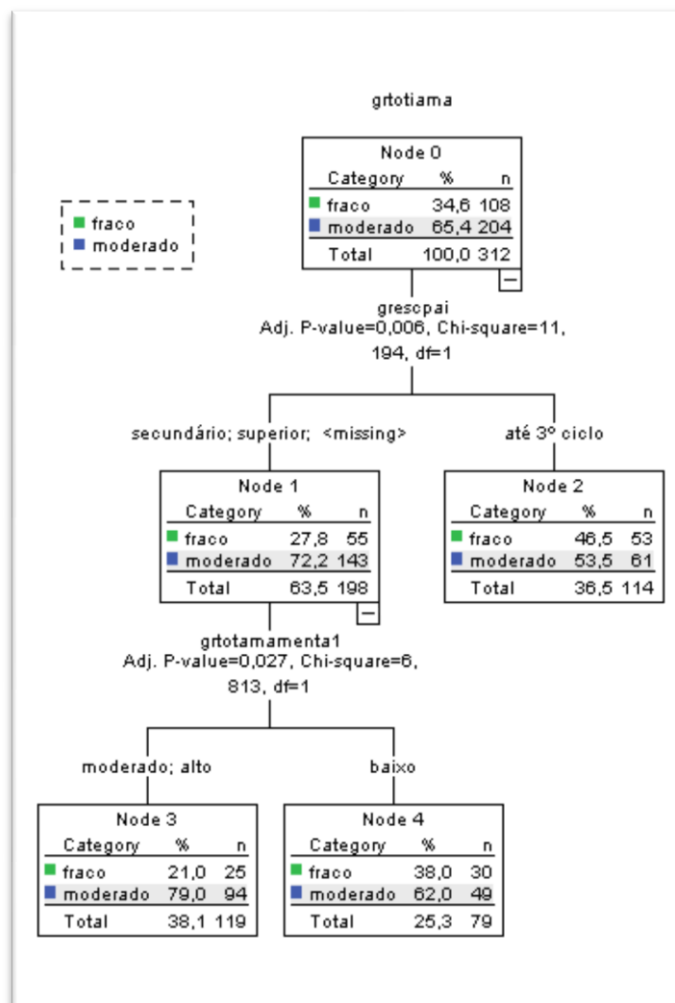 grtotiama
Node 0
Category % n
fraco 34,6 108
moderado 65,4 204
Total 100,0 312
fraco
moderado
grescpai
Adj. P-value=0,006, Chi-square=11,
194, df=1
secundário; superior; <missing>
até 3º ciclo
Node 1
Category % n
fraco 27,8 55
moderado 72,2 143
Total 63,5 198
Node 2
Category % n
fraco 46,5 53
moderado 53,5 61
Total 36,5 114
grtotamamenta1
Adj. P-value=0,027, Chi-square=6,
813, df=1
moderado; alto
baixo
Node 3
Category % n
fraco 21,0 25
moderado 79,0 94
Total 38,1 119
Node 4
Category % n
fraco 38,0 30
moderado 62,0 49
Total 25,3 79